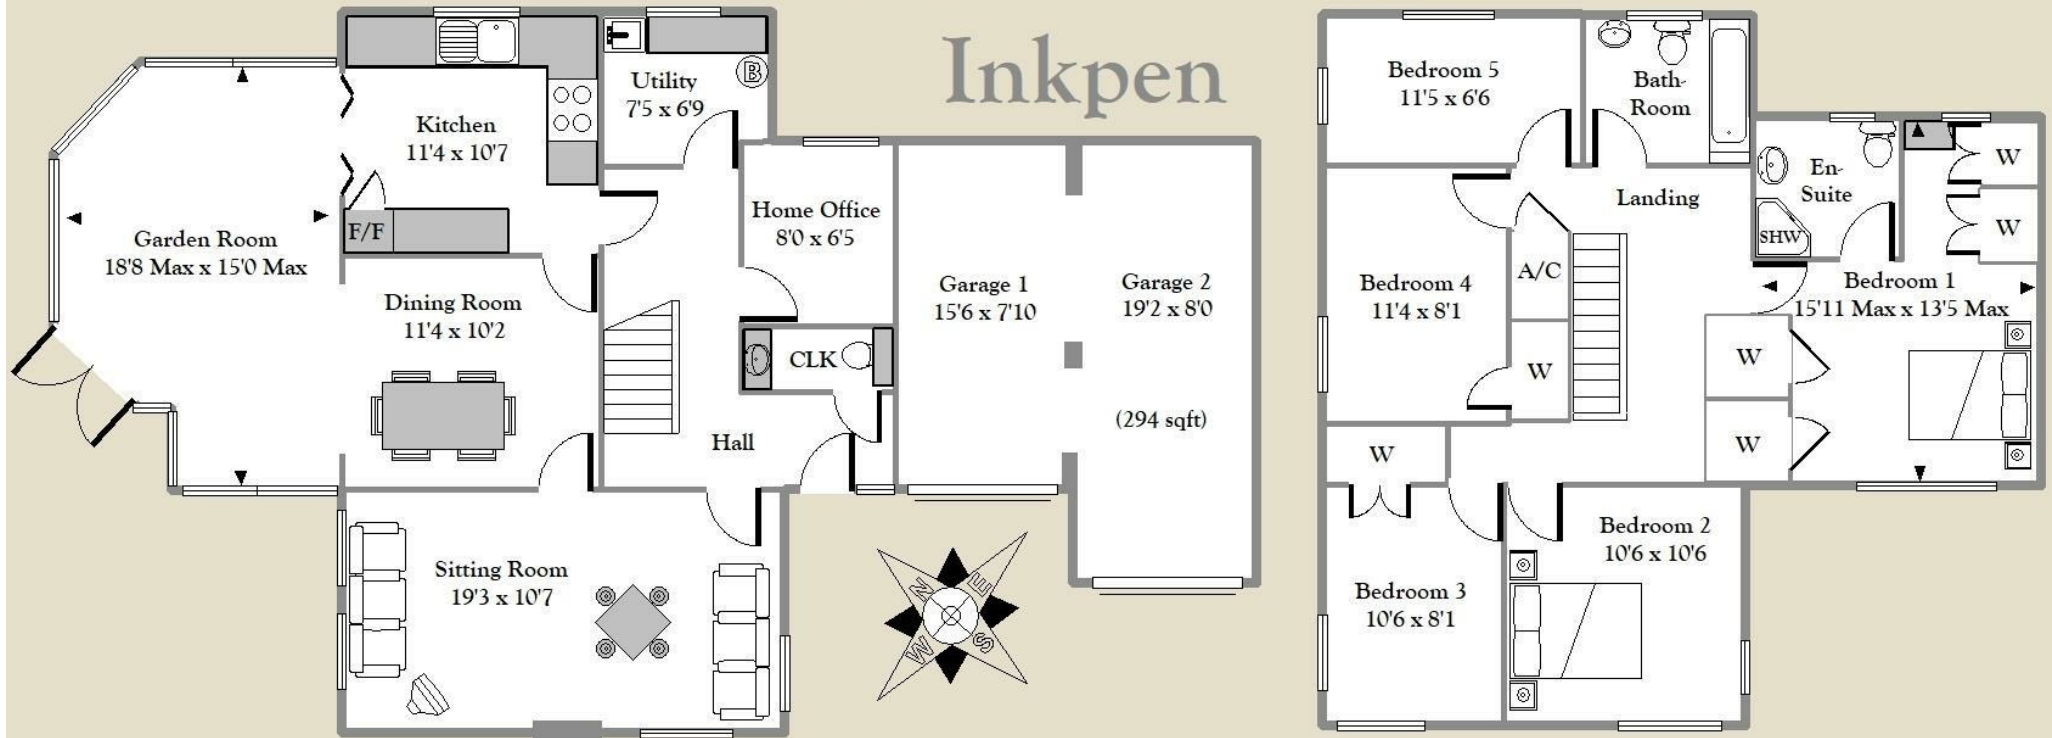 Inkpen
Utility
7'5 x 6'9
B
Kitchen
11'4 x 10'7
F/F
Garden Room
18'8 Max x 15'0 Max
Dining Room
11'4 x 10'2
Home Office
8'0 x 6'5
CLK
Hall
Garage 1
15'6 x 7'10
Garage 2
19'2 x 8'0
(294 sqft)
Sitting Room
19'3 x 10'7
N
E
W
S
Bedroom 5
11'5 x 6'6
Bath-
Room
En-
Suite
SHW
W
W
Landing
Bedroom 4
11'4 x 8'1
A/C
W
Bedroom 1
15'11 Max x 13'5 Max
W
W
W
Bedroom 2
10'6 x 10'6
Bedroom 3
10'6 x 8'1